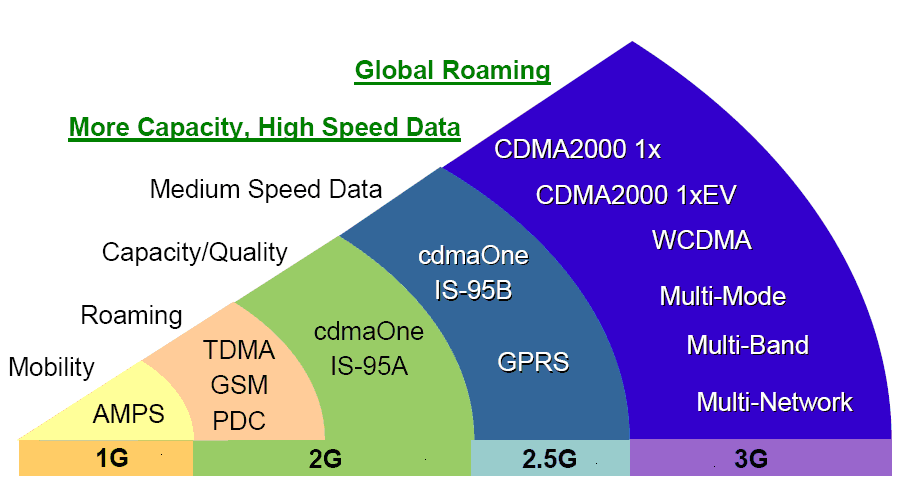 Global Roaming
More Capacity, High Speed Data
Medium Speed Data
Capacity/Quality
Roaming
Mobility
AMPS
TDMA
GSM
PDC
cdmaOne
IS-95A
cdmaOne
IS-95B
GPRS
CDMA2000 1x
CDMA2000 1xEV
WCDMA
Multi-Mode
Multi-Band
Multi-Network
1G
2G
2.5G
3G